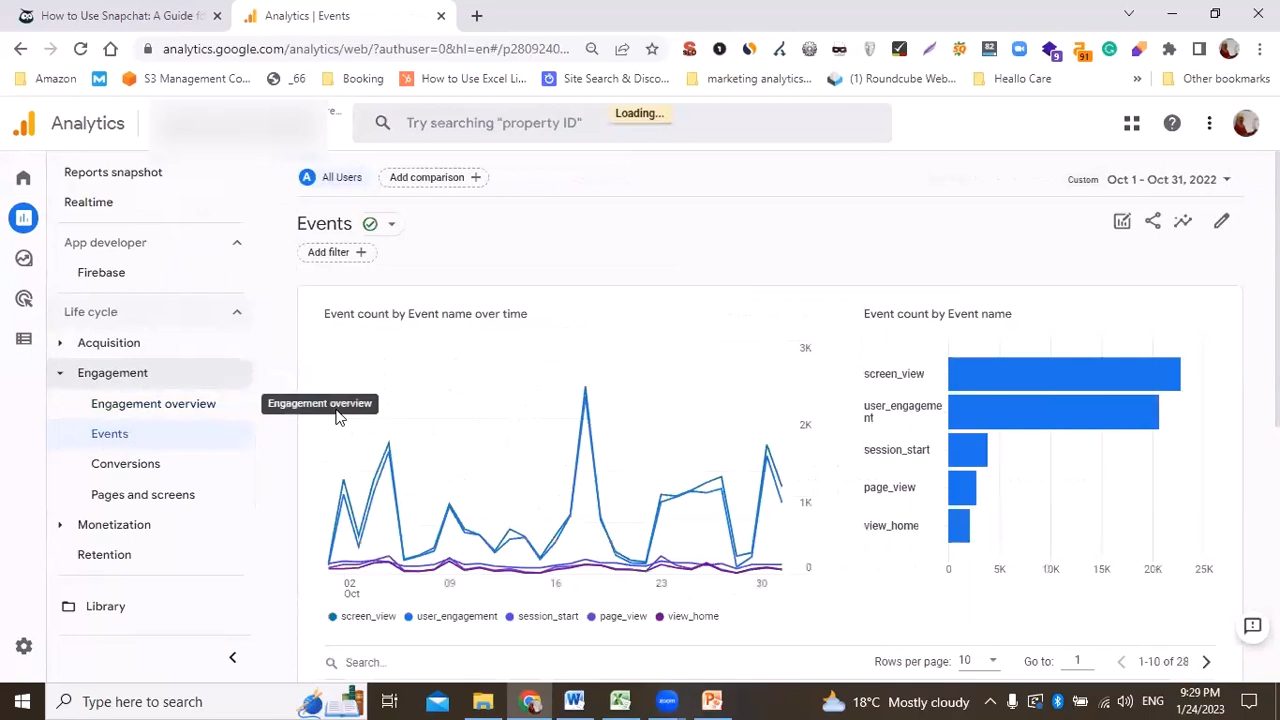 How to Use Snapchat: A Guide f
Analytics | Events
analytics.google.com/analytics/web/?authuser=0&hl=en#/p2809240...
82
9
91
Amazon
S3 Management Co...
_66
Booking
How to Use Excel Li...
Site Search & Disco...
marketing analytics...
(1) Roundcube Web...
Heallo Care
»
Other bookmarks
Analytics
e...
Try searching "property ID"
Loading...
Reports snapshot
Realtime
App developer
Firebase
Life cycle
Acquisition
Engagement
Engagement overview
Events
Conversions
Pages and screens
Monetization
Retention
Library
A All Users
Add comparison +
Custom Oct 1 - Oct 31, 2022
Events
Add filter +
Engagement overview
Event count by Event name over time
3K
2K
1K
0
02
Oct
09
16
23
30
screen_view user_engagement session_start page_view view_home
Event count by Event name
screen_view
user_engageme
nt
session_start
page_view
view_home
0 5K 10K 15K 20K 25K
Search...
Rows per page: 10 Go to: 1 1-10 of 28
Type here to search
18°C Mostly cloudy
ENG
9:29 PM
1/24/2023